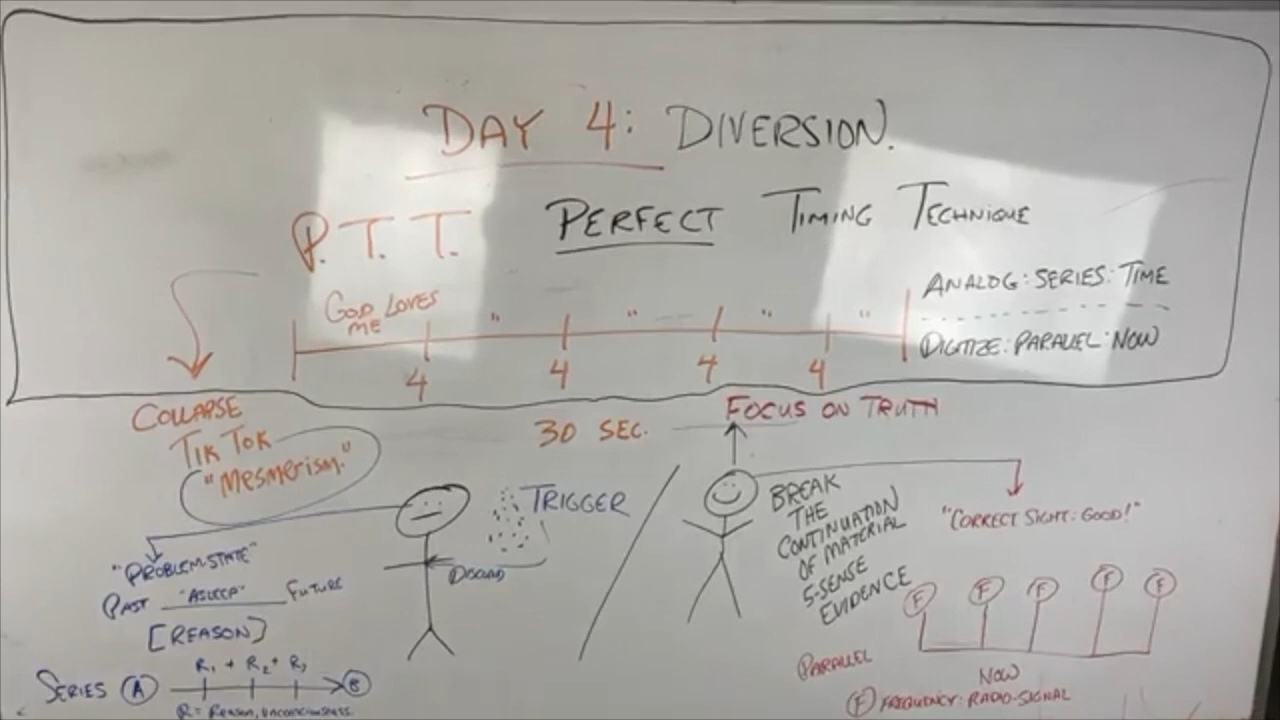 DAY 4: DIVERSION.
P.T.T. PERFECT TIMING TECHNIQUE
GOD LOVES ME " " " "
4 4 4 4
ANALOG:SERIES:TIME
DIGITIZE:PARALLEL:NOW
COLLAPSE
TIK TOK
"MESMERISM."
30 SEC.
FOCUS ON TRUTH
TRIGGER
"PROBLEM-STATE"
PAST "ASLEEP" FUTURE
[REASON]
SERIES A R1 + R2 + R3 B
R = REASON, UNCONSCIOUSNESS
BREAK
THE
CONTINUATION
OF MATERIAL
5-SENSE
EVIDENCE
"CORRECT SIGHT: GOOD!"
F F F F F
PARALLEL
NOW
F FREQUENCY: RADIO-SIGNAL